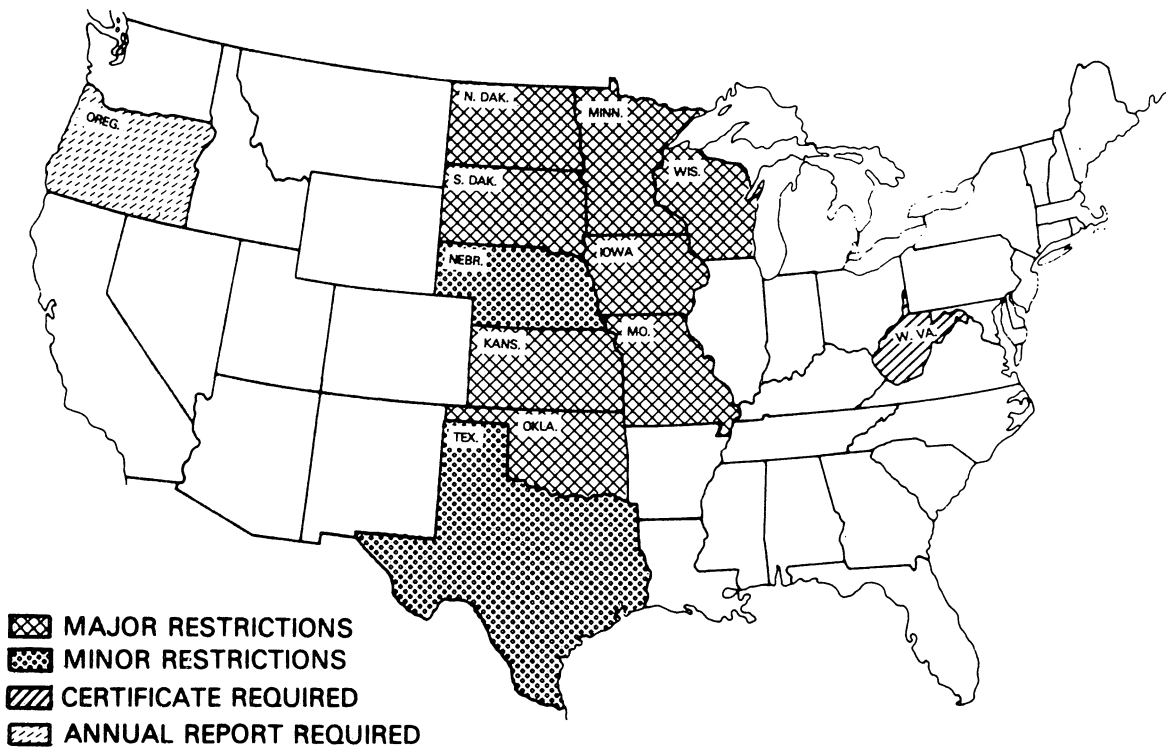 N. DAK.
MINN.
OREG.
WIS.
S. DAK.
NEBR.
IOWA
W. VA.
MO.
KANS.
TEX.
OKLA.
MAJOR RESTRICTIONS
MINOR RESTRICTIONS
CERTIFICATE REQUIRED
ANNUAL REPORT REQUIRED